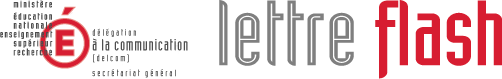 ministère
éducation
nationale
enseignement
supérieur
recherche
É
délégation
à la communication
(delcom)
secrétariat général
lettre flash